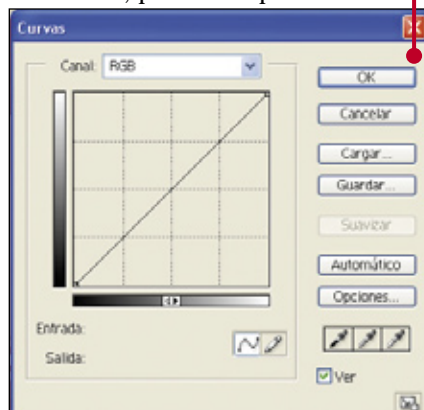 Curvas
Canal: RGB
OK
Cancelar
Cargar...
Guardar...
Suavizar
Automático
Opciones...
Entrada:
Salida:
Ver